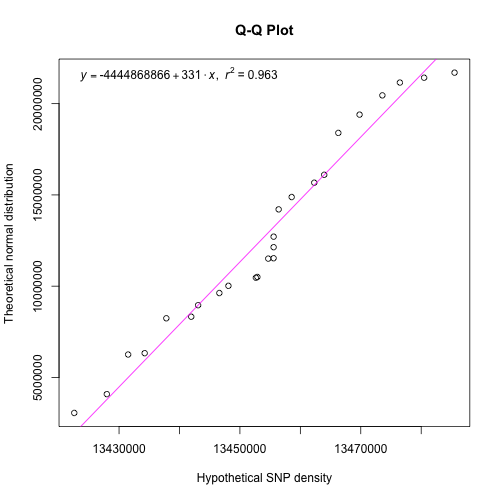 Q-Q Plot
y = -4444868866 + 331 · x, r² = 0.963
20000000
15000000
10000000
5000000
Theoretical normal distribution
13430000 13450000 13470000
Hypothetical SNP density